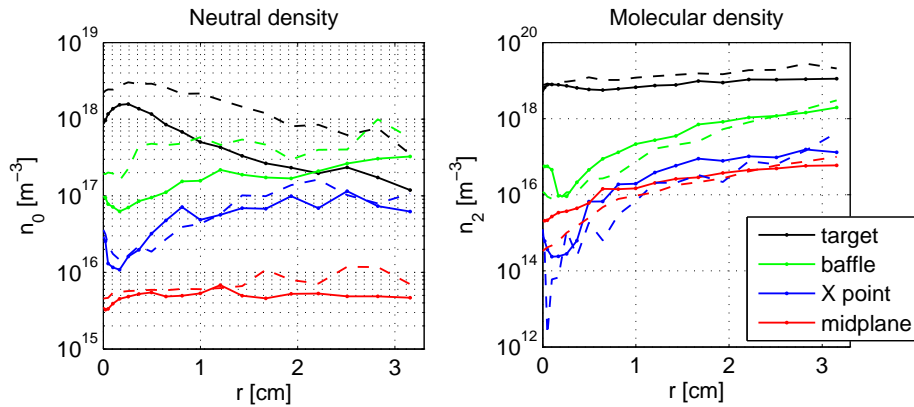 Neutral density
10^19
10^18
10^17
10^16
10^15
n_0 [m^−3]
0
1
2
3
r [cm]
Molecular density
10^20
10^18
10^16
10^14
10^12
n_2 [m^−3]
0
1
2
3
r [cm]
target
baffle
X point
midplane